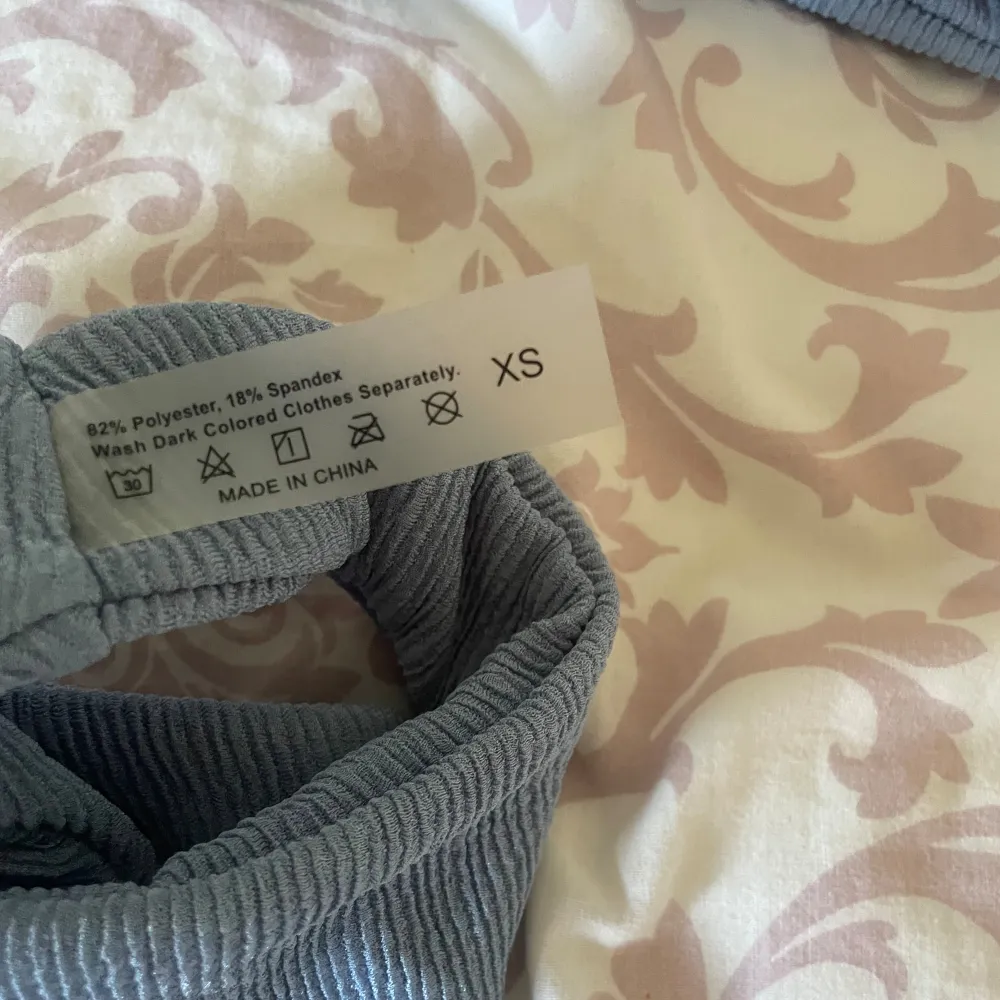 82% Polyester, 18% Spandex
Wash Dark Colored Clothes Separately.
XS
30
MADE IN CHINA